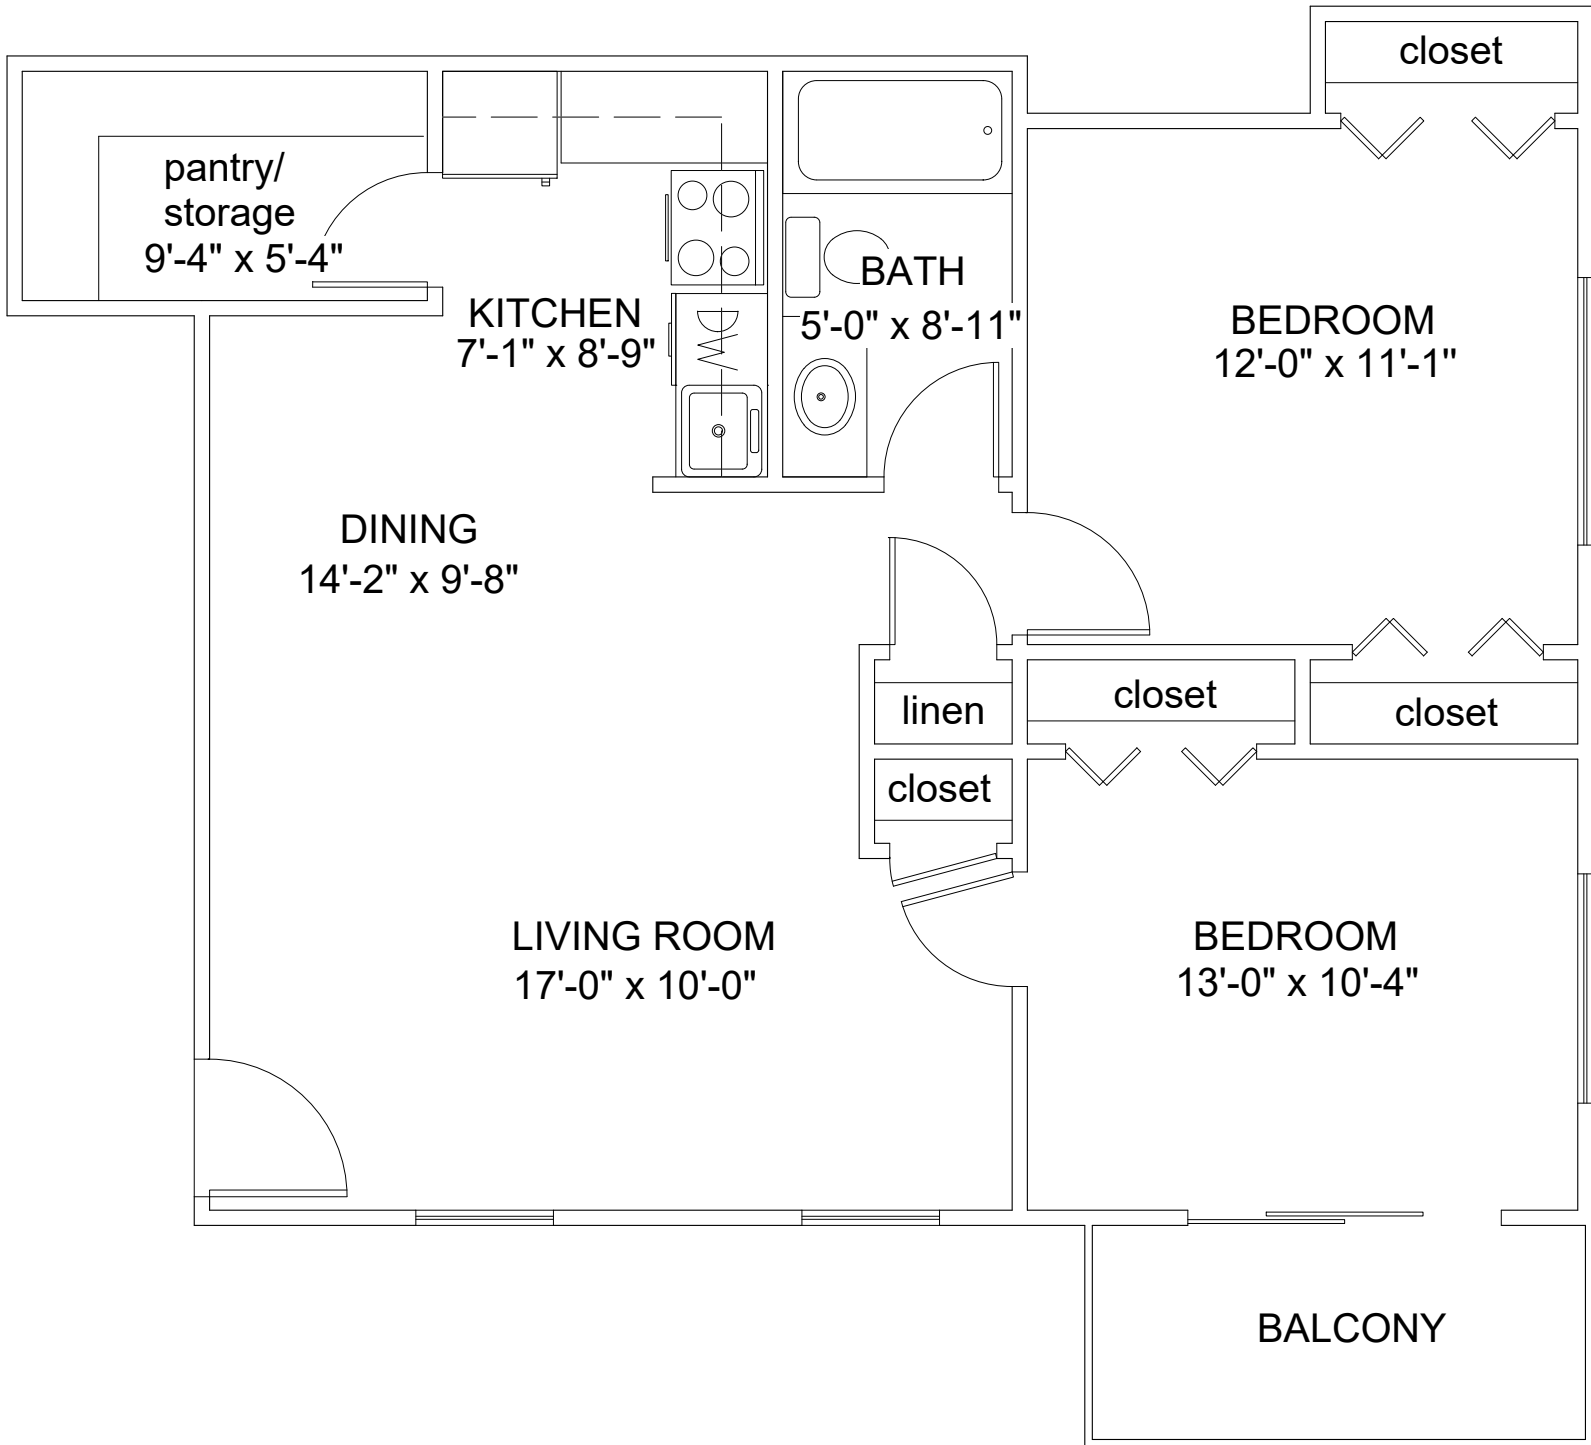 closet
pantry/
storage
9'-4" x 5'-4"
KITCHEN
7'-1" x 8'-9"
BATH
5'-0" x 8'-11"
BEDROOM
12'-0" x 11'-1"
DINING
14'-2" x 9'-8"
linen
closet
closet
closet
LIVING ROOM
17'-0" x 10'-0"
BEDROOM
13'-0" x 10'-4"
BALCONY